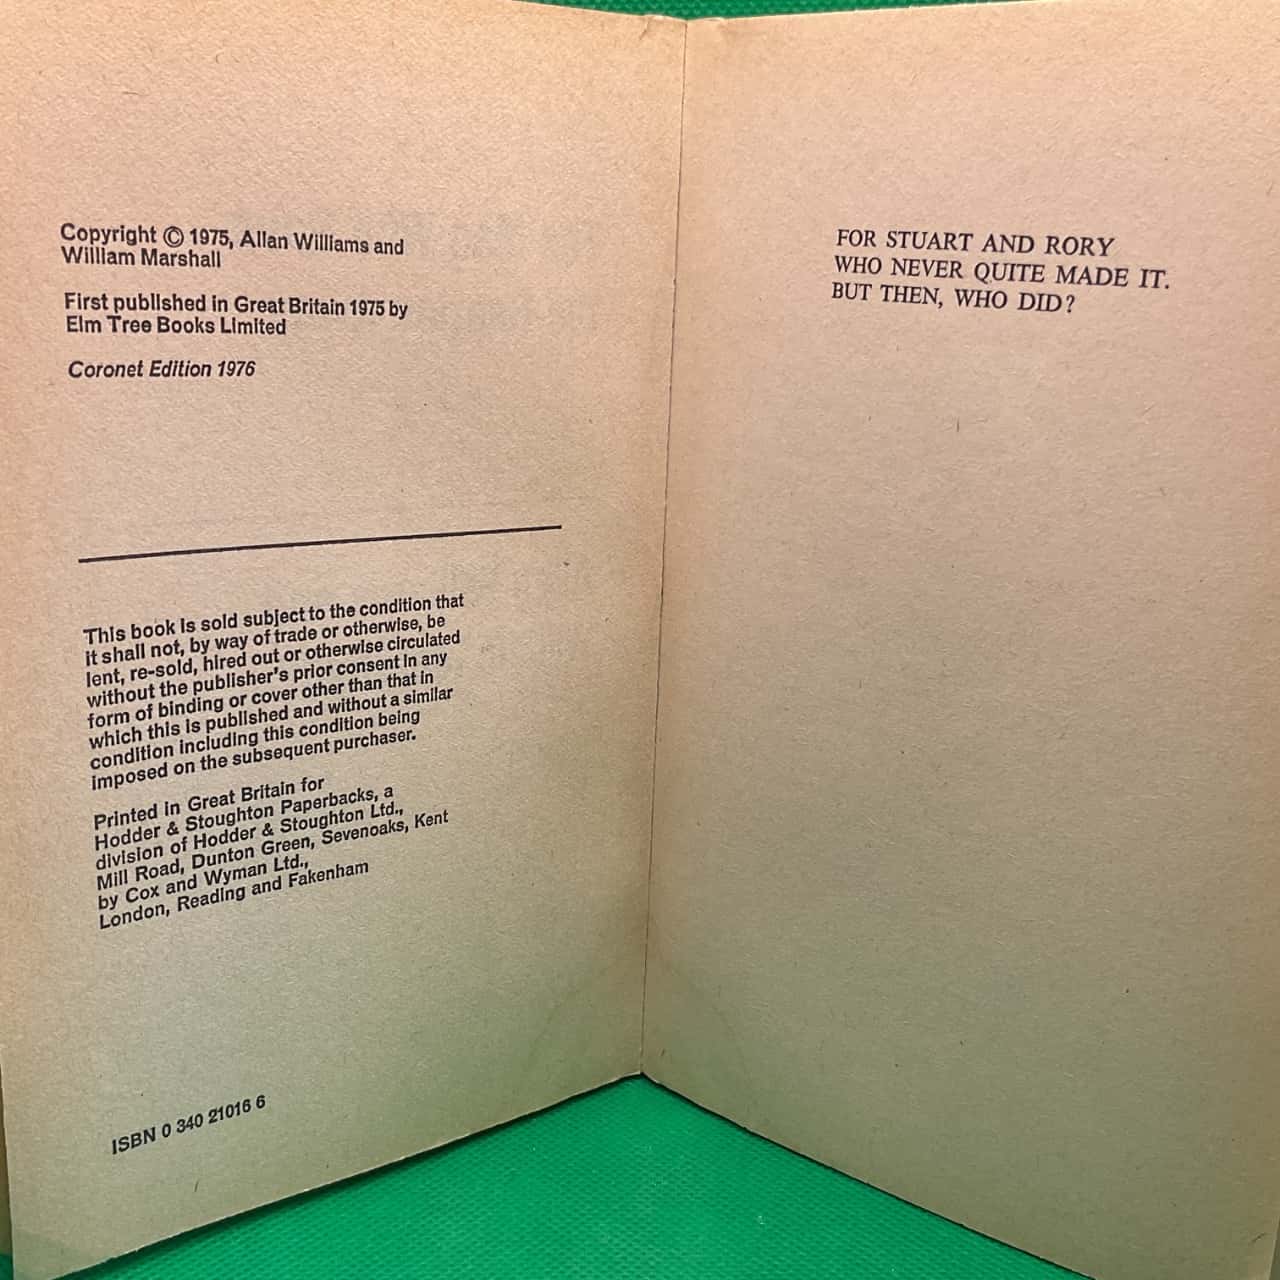 Copyright © 1975, Allan Williams and
William Marshall
First published in Great Britain 1975 by
Elm Tree Books Limited
Coronet Edition 1976
This book is sold subject to the condition that
it shall not, by way of trade or otherwise, be
lent, re-sold, hired out or otherwise circulated
without the publisher's prior consent in any
form of binding or cover other than that in
which this is published and without a similar
condition including this condition being
imposed on the subsequent purchaser.
Printed in Great Britain for
Hodder & Stoughton Paperbacks, a
division of Hodder & Stoughton Ltd.,
Mill Road, Dunton Green, Sevenoaks, Kent
by Cox and Wyman Ltd.,
London, Reading and Fakenham
ISBN 0 340 21016 6
FOR STUART AND RORY
WHO NEVER QUITE MADE IT.
BUT THEN, WHO DID?